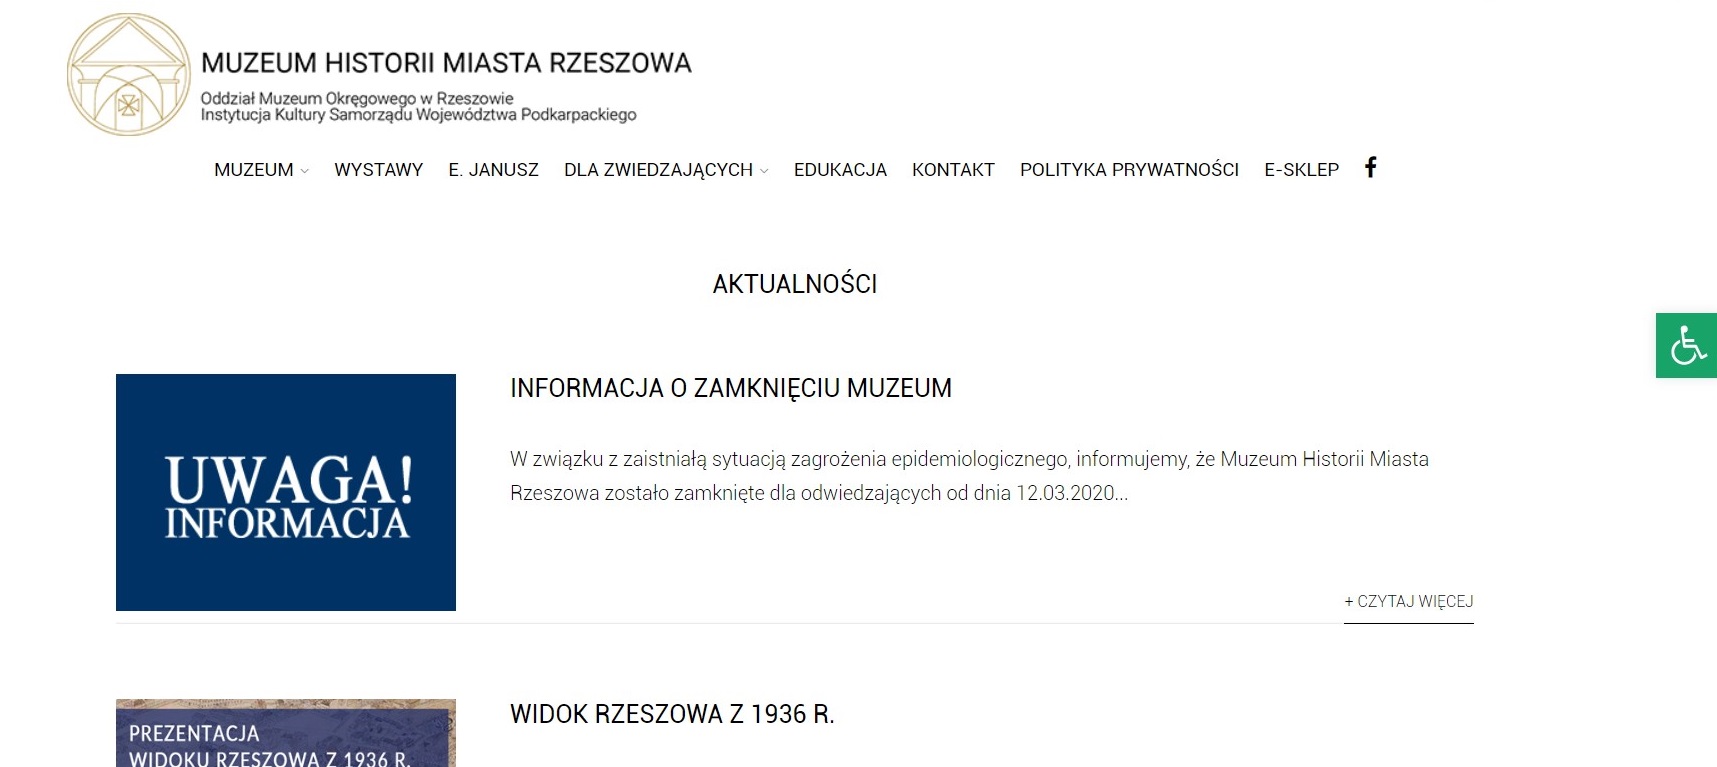 MUZEUM HISTORII MIASTA RZESZOWA
Oddział Muzeum Okręgowego w Rzeszowie
Instytucja Kultury Samorządu Województwa Podkarpackiego
MUZEUM WYSTAWY E. JANUSZ DLA ZWIEDZAJĄCYCH EDUKACJA KONTAKT POLITYKA PRYWATNOŚCI E-SKLEP
AKTUALNOŚCI
UWAGA!
INFORMACJA
INFORMACJA O ZAMKNIĘCIU MUZEUM
W związku z zaistniałą sytuacją zagrożenia epidemiologicznego, informujemy, że Muzeum Historii Miasta
Rzeszowa zostało zamknięte dla odwiedzających od dnia 12.03.2020...
+ CZYTAJ WIĘCEJ
PREZENTACJA
WIDOKU RZESZOWA Z 1936 R.
WIDOK RZESZOWA Z 1936 R.